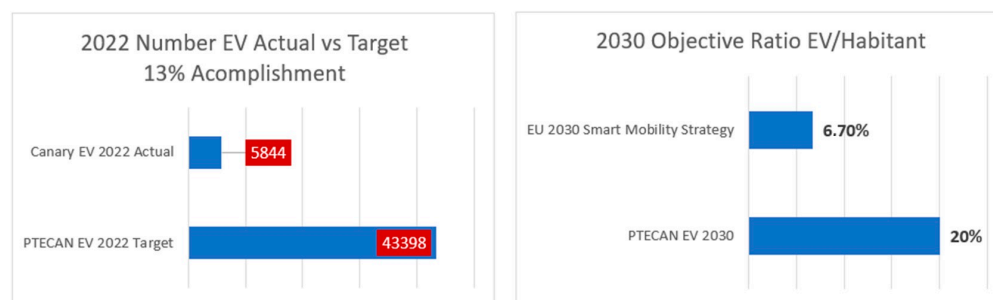 2022 Number EV Actual vs Target
13% Acomplishment
Canary EV 2022 Actual
5844
PTECAN EV 2022 Target
43398
2030 Objective Ratio EV/Habitant
EU 2030 Smart Mobility Strategy
6.70%
PTECAN EV 2030
20%